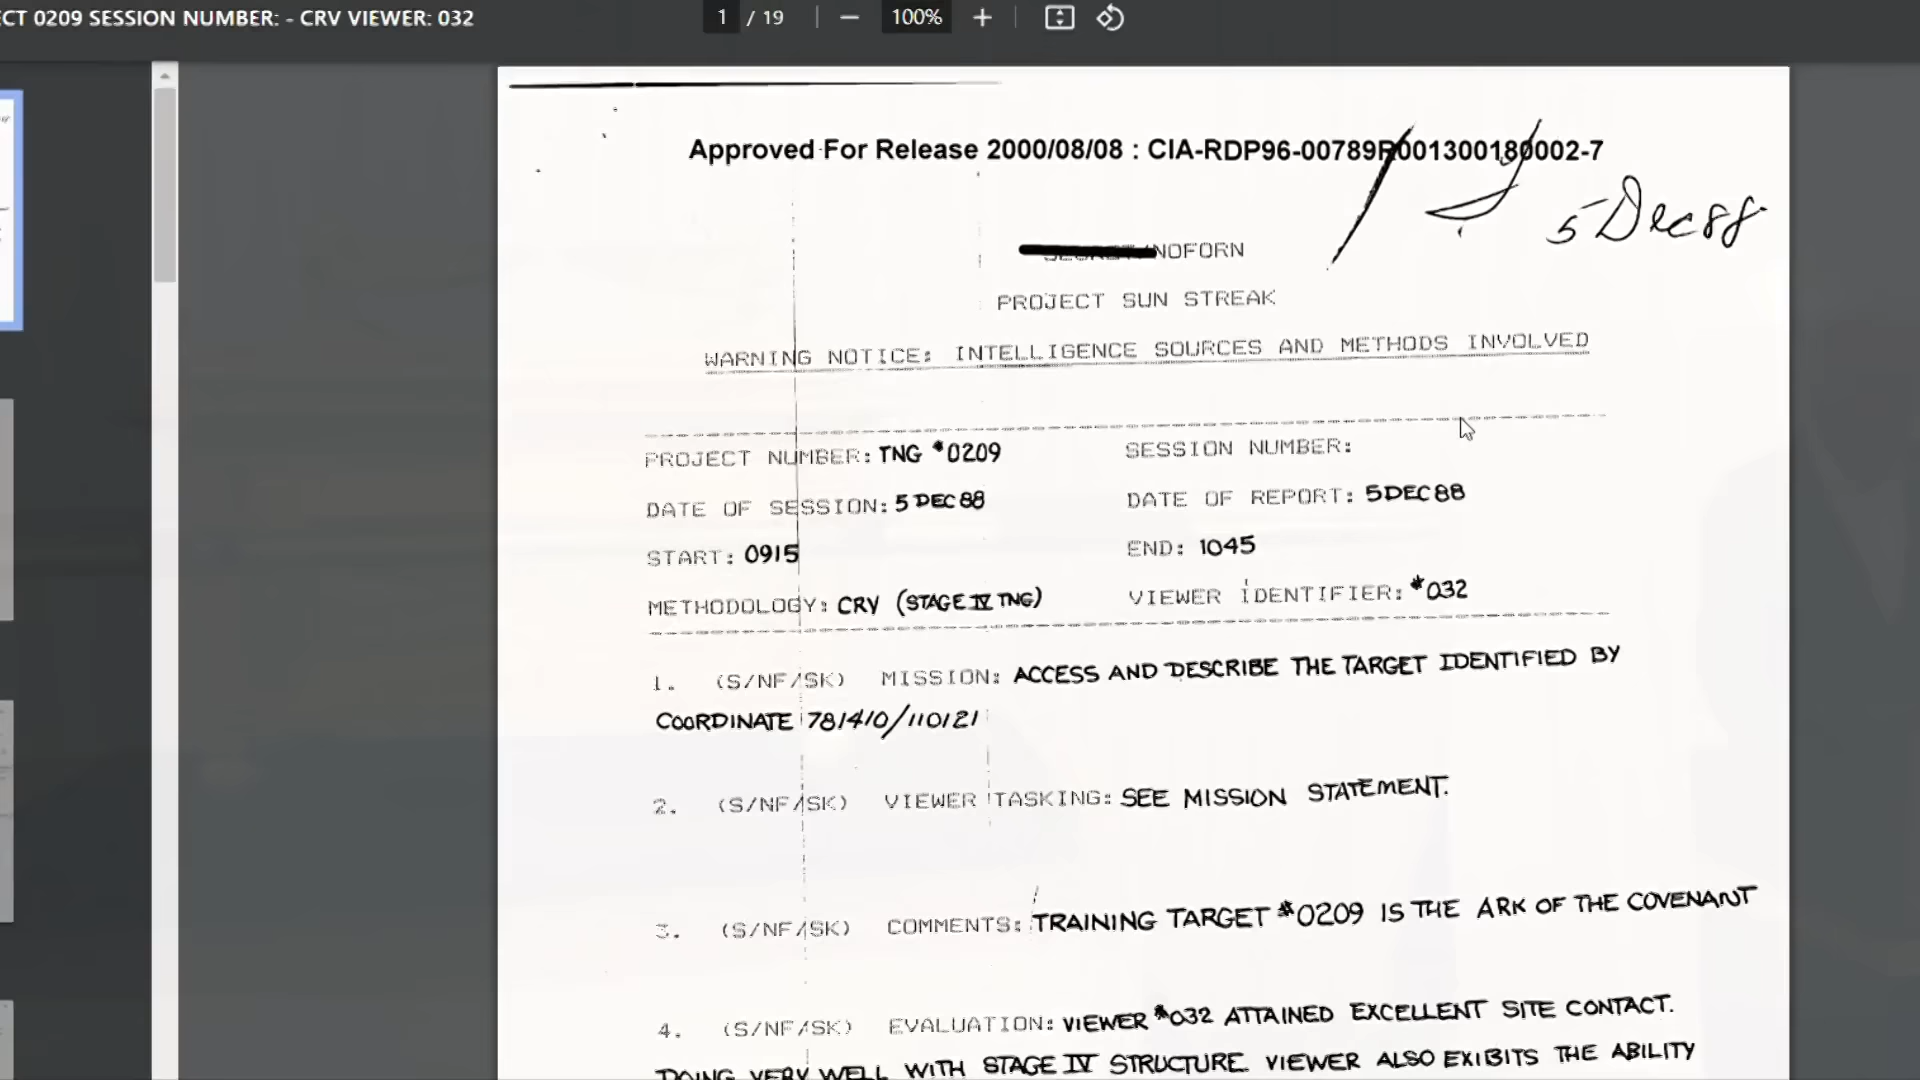 CT 0209 SESSION NUMBER: - CRV VIEWER: 032
1 / 19 — 100% +
Approved For Release 2000/08/08 : CIA-RDP96-00789R001300180002-7
5 Dec 88
NOFORN
PROJECT SUN STREAK
WARNING NOTICE: INTELLIGENCE SOURCES AND METHODS INVOLVED
PROJECT NUMBER: TNG #0209 SESSION NUMBER:
DATE OF SESSION: 5 DEC 88 DATE OF REPORT: 5 DEC 88
START: 0915 END: 1045
METHODOLOGY: CRV (STAGE IV TNG) VIEWER IDENTIFIER: #032
1. (S/NF/SK) MISSION: ACCESS AND DESCRIBE THE TARGET IDENTIFIED BY
COORDINATE 781410/110121
2. (S/NF/SK) VIEWER TASKING: SEE MISSION STATEMENT.
3. (S/NF/SK) COMMENTS: TRAINING TARGET #0209 IS THE ARK OF THE COVENANT
4. (S/NF/SK) EVALUATION: VIEWER #032 ATTAINED EXCELLENT SITE CONTACT.
DOING VERY WELL WITH STAGE IV STRUCTURE. VIEWER ALSO EXIBITS THE ABILITY